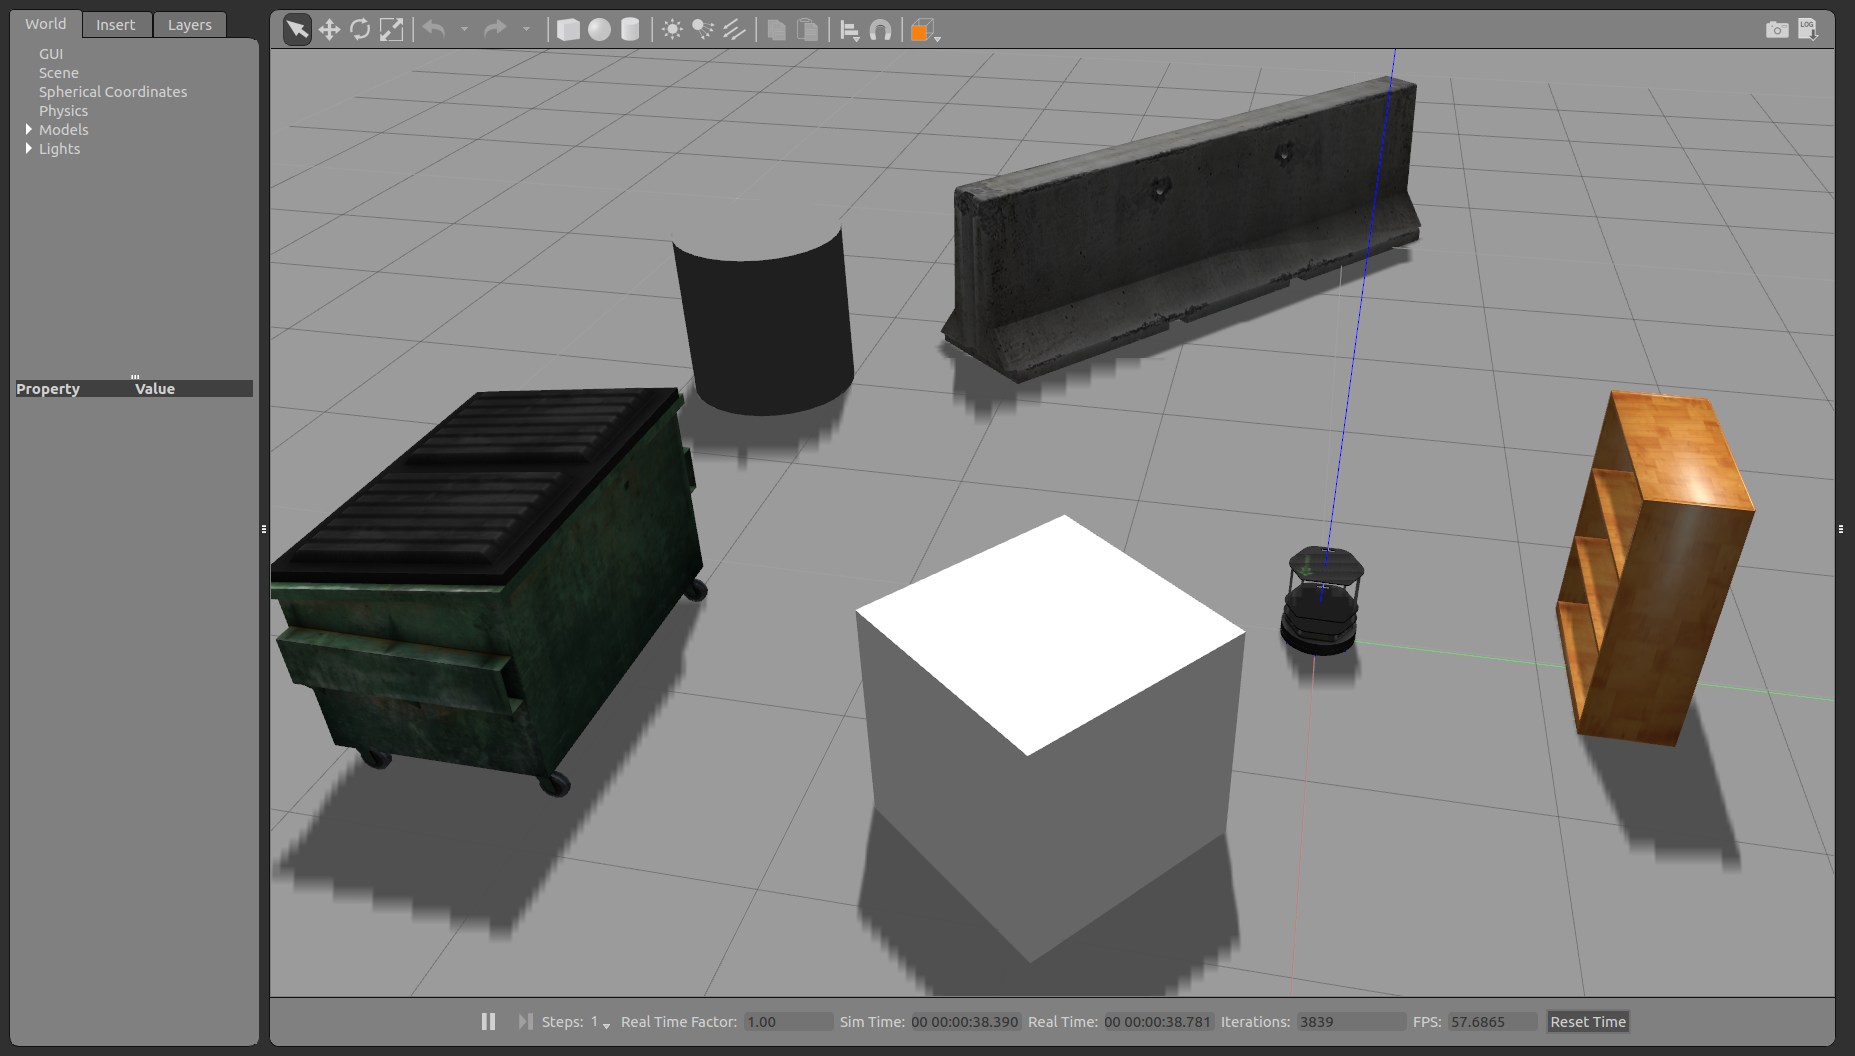 World Insert Layers
GUI
Scene
Spherical Coordinates
Physics
Models
Lights
Property Value
LOG
Steps: 1 Real Time Factor: 1.00 Sim Time: 00 00:00:38.390 Real Time: 00 00:00:38.781 Iterations: 3839 FPS: 57.6865 Reset Time